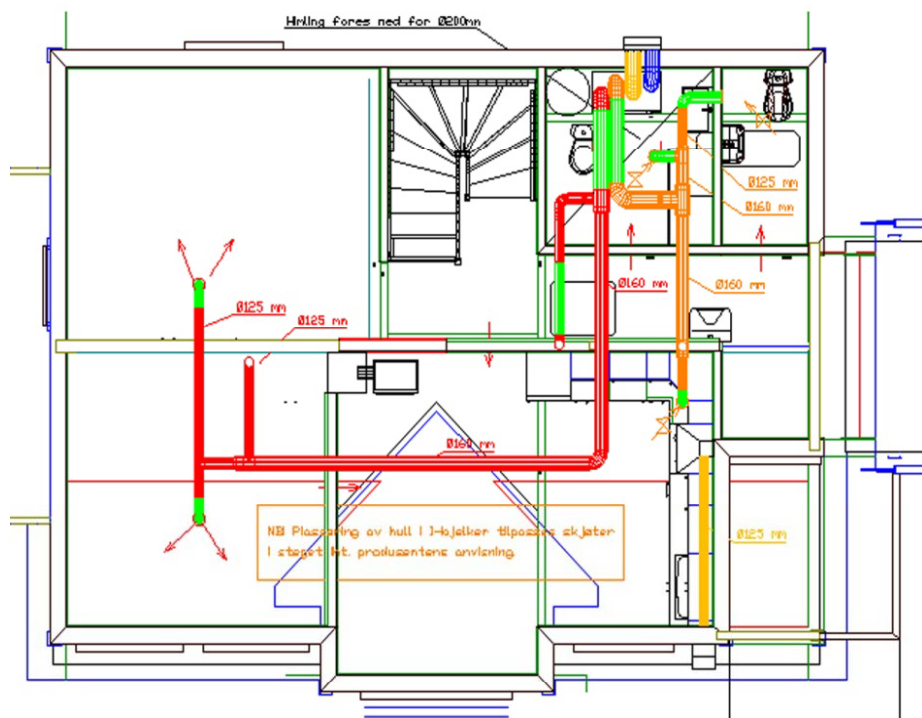 Himling fores ned for Ø200mm
Ø125 mm
Ø160 mm
Ø160 mm
Ø160 mm
Ø125 mm
Ø125 mm
Ø160 mm
NB! Plassering av hull i I-bjelker tilpasses skjøter
i steget iht. produsentens anvisning.
Ø125 mm